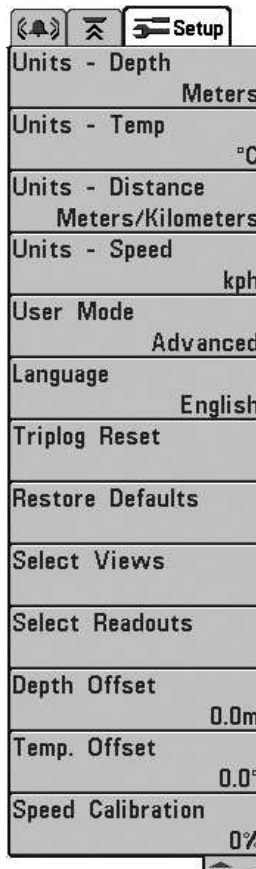 Setup
Units - Depth
Meters
Units - Temp
°C
Units - Distance
Meters/Kilometers
Units - Speed
kph
User Mode
Advanced
Language
English
Triplog Reset
Restore Defaults
Select Views
Select Readouts
Depth Offset
0.0m
Temp. Offset
0.0°
Speed Calibration
0%